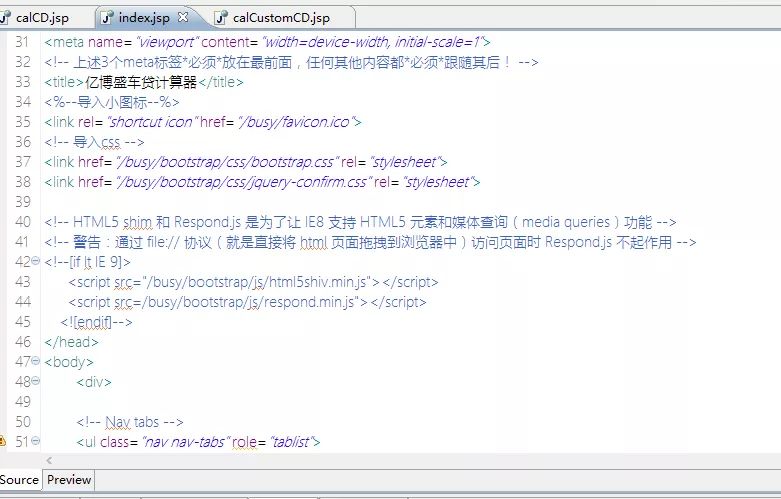 calCD.jsp index.jsp calCustomCD.jsp
31 <meta name="viewport" content="width=device-width, initial-scale=1">
32 <!-- 上述3个meta标签*必须*放在最前面，任何其他内容都*必须*跟随其后！ -->
33 <title>亿博盛车贷计算器</title>
34 <%--导入小图标--%>
35 <link rel="shortcut icon" href="/busy/favicon.ico">
36 <!-- 导入css -->
37 <link href="/busy/bootstrap/css/bootstrap.css" rel="stylesheet">
38 <link href="/busy/bootstrap/css/jquery-confirm.css" rel="stylesheet">
39
40 <!-- HTML5 shim 和 Respond.js 是为了让 IE8 支持 HTML5 元素和媒体查询（media queries）功能 -->
41 <!-- 警告：通过 file:// 协议（就是直接将 html 页面拖拽到浏览器中）访问页面时 Respond.js 不起作用 -->
42 <!--[if lt IE 9]>
43 <script src="/busy/bootstrap/js/html5shiv.min.js"></script>
44 <script src=/busy/bootstrap/js/respond.min.js"></script>
45 <![endif]-->
46 </head>
47 <body>
48 <div>
49
50 <!-- Nav tabs -->
51 <ul class="nav nav-tabs" role="tablist">
Source Preview